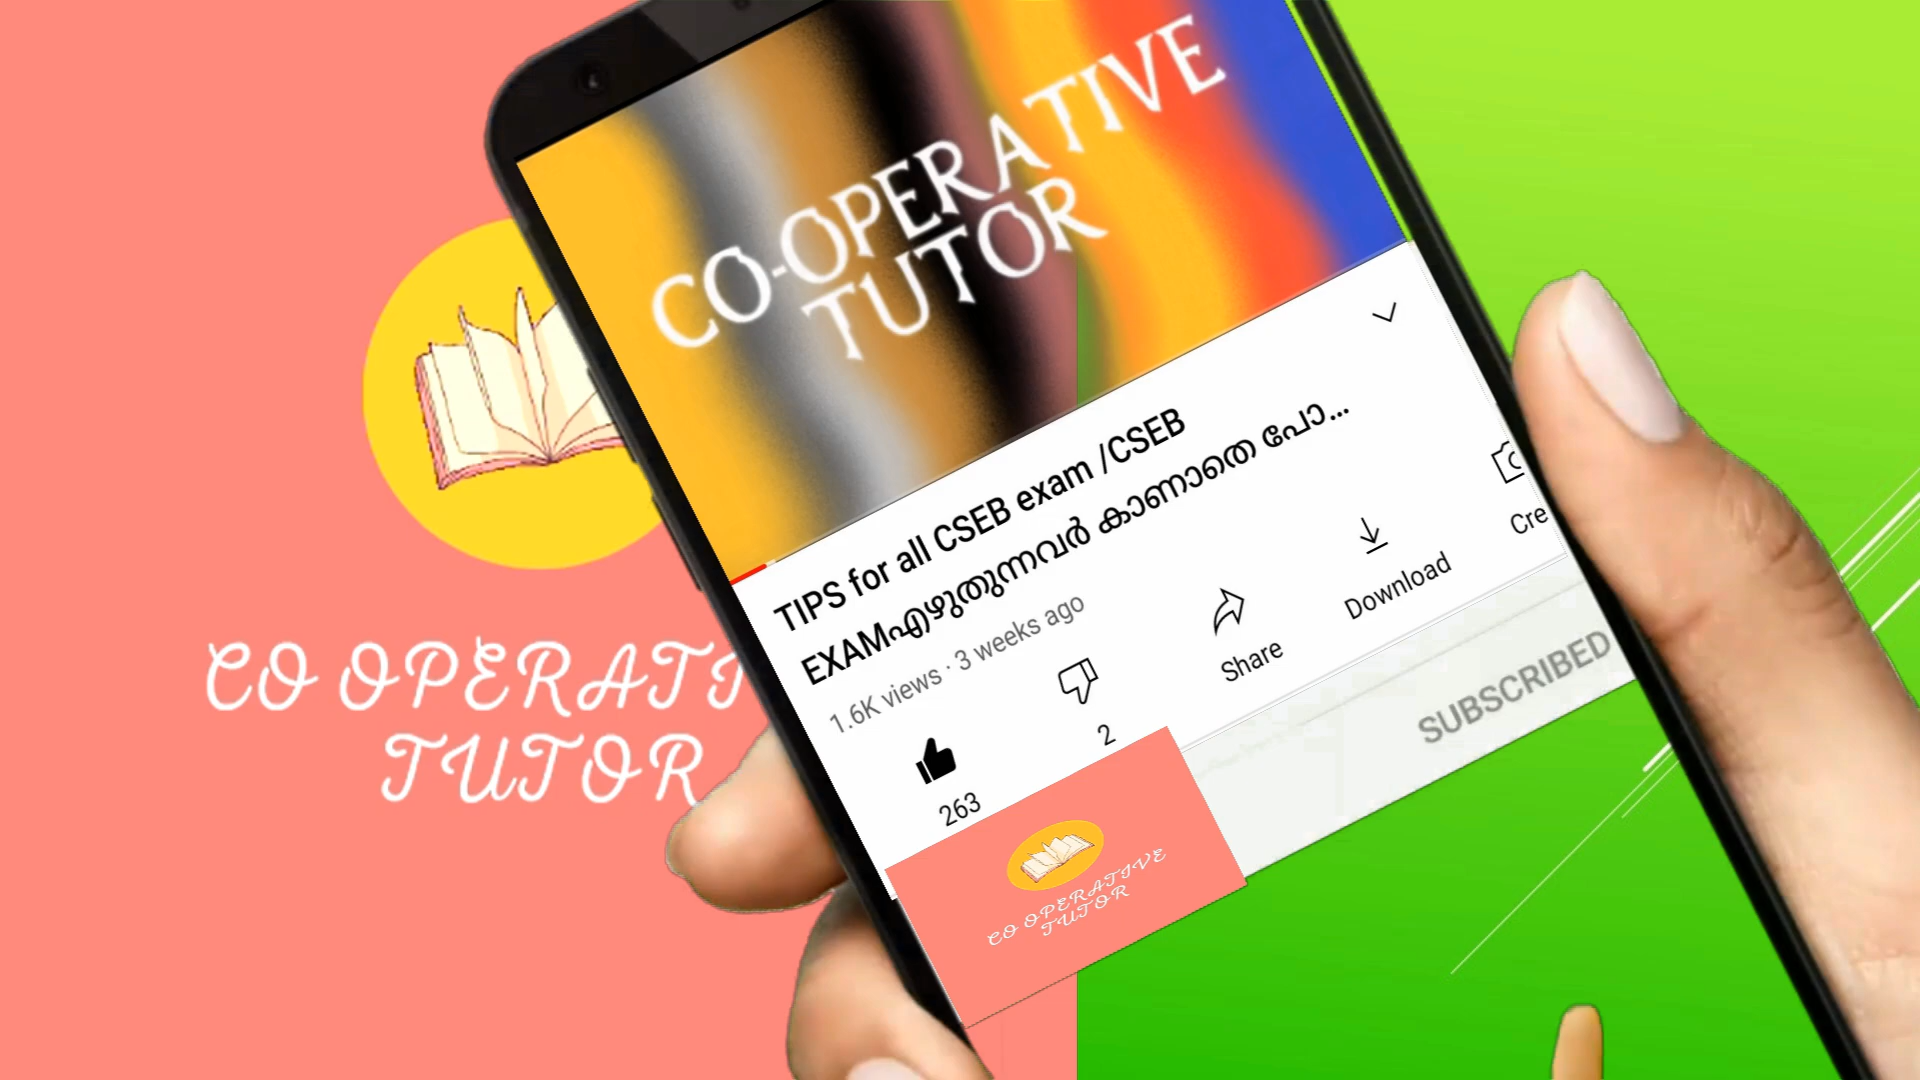 CO-OPERATIVE
TUTOR
TIPS for all CSEB exam /CSEB
EXAMഎഴുതുന്നവർ കാണാതെ പോ...
1.6K views · 3 weeks ago
263
2
Share
Download
Cre
SUBSCRIBED
CO OPERATIVE
TUTOR
CO OPERATI
TUTOR